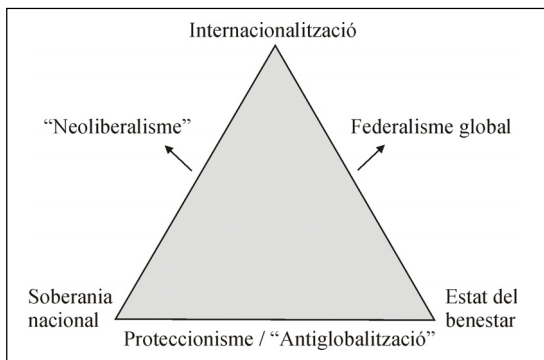 Internacionalització
“Neoliberalisme”
Federalisme global
Soberania
nacional
Estat del
benestar
Proteccionisme / “Antiglobalització”